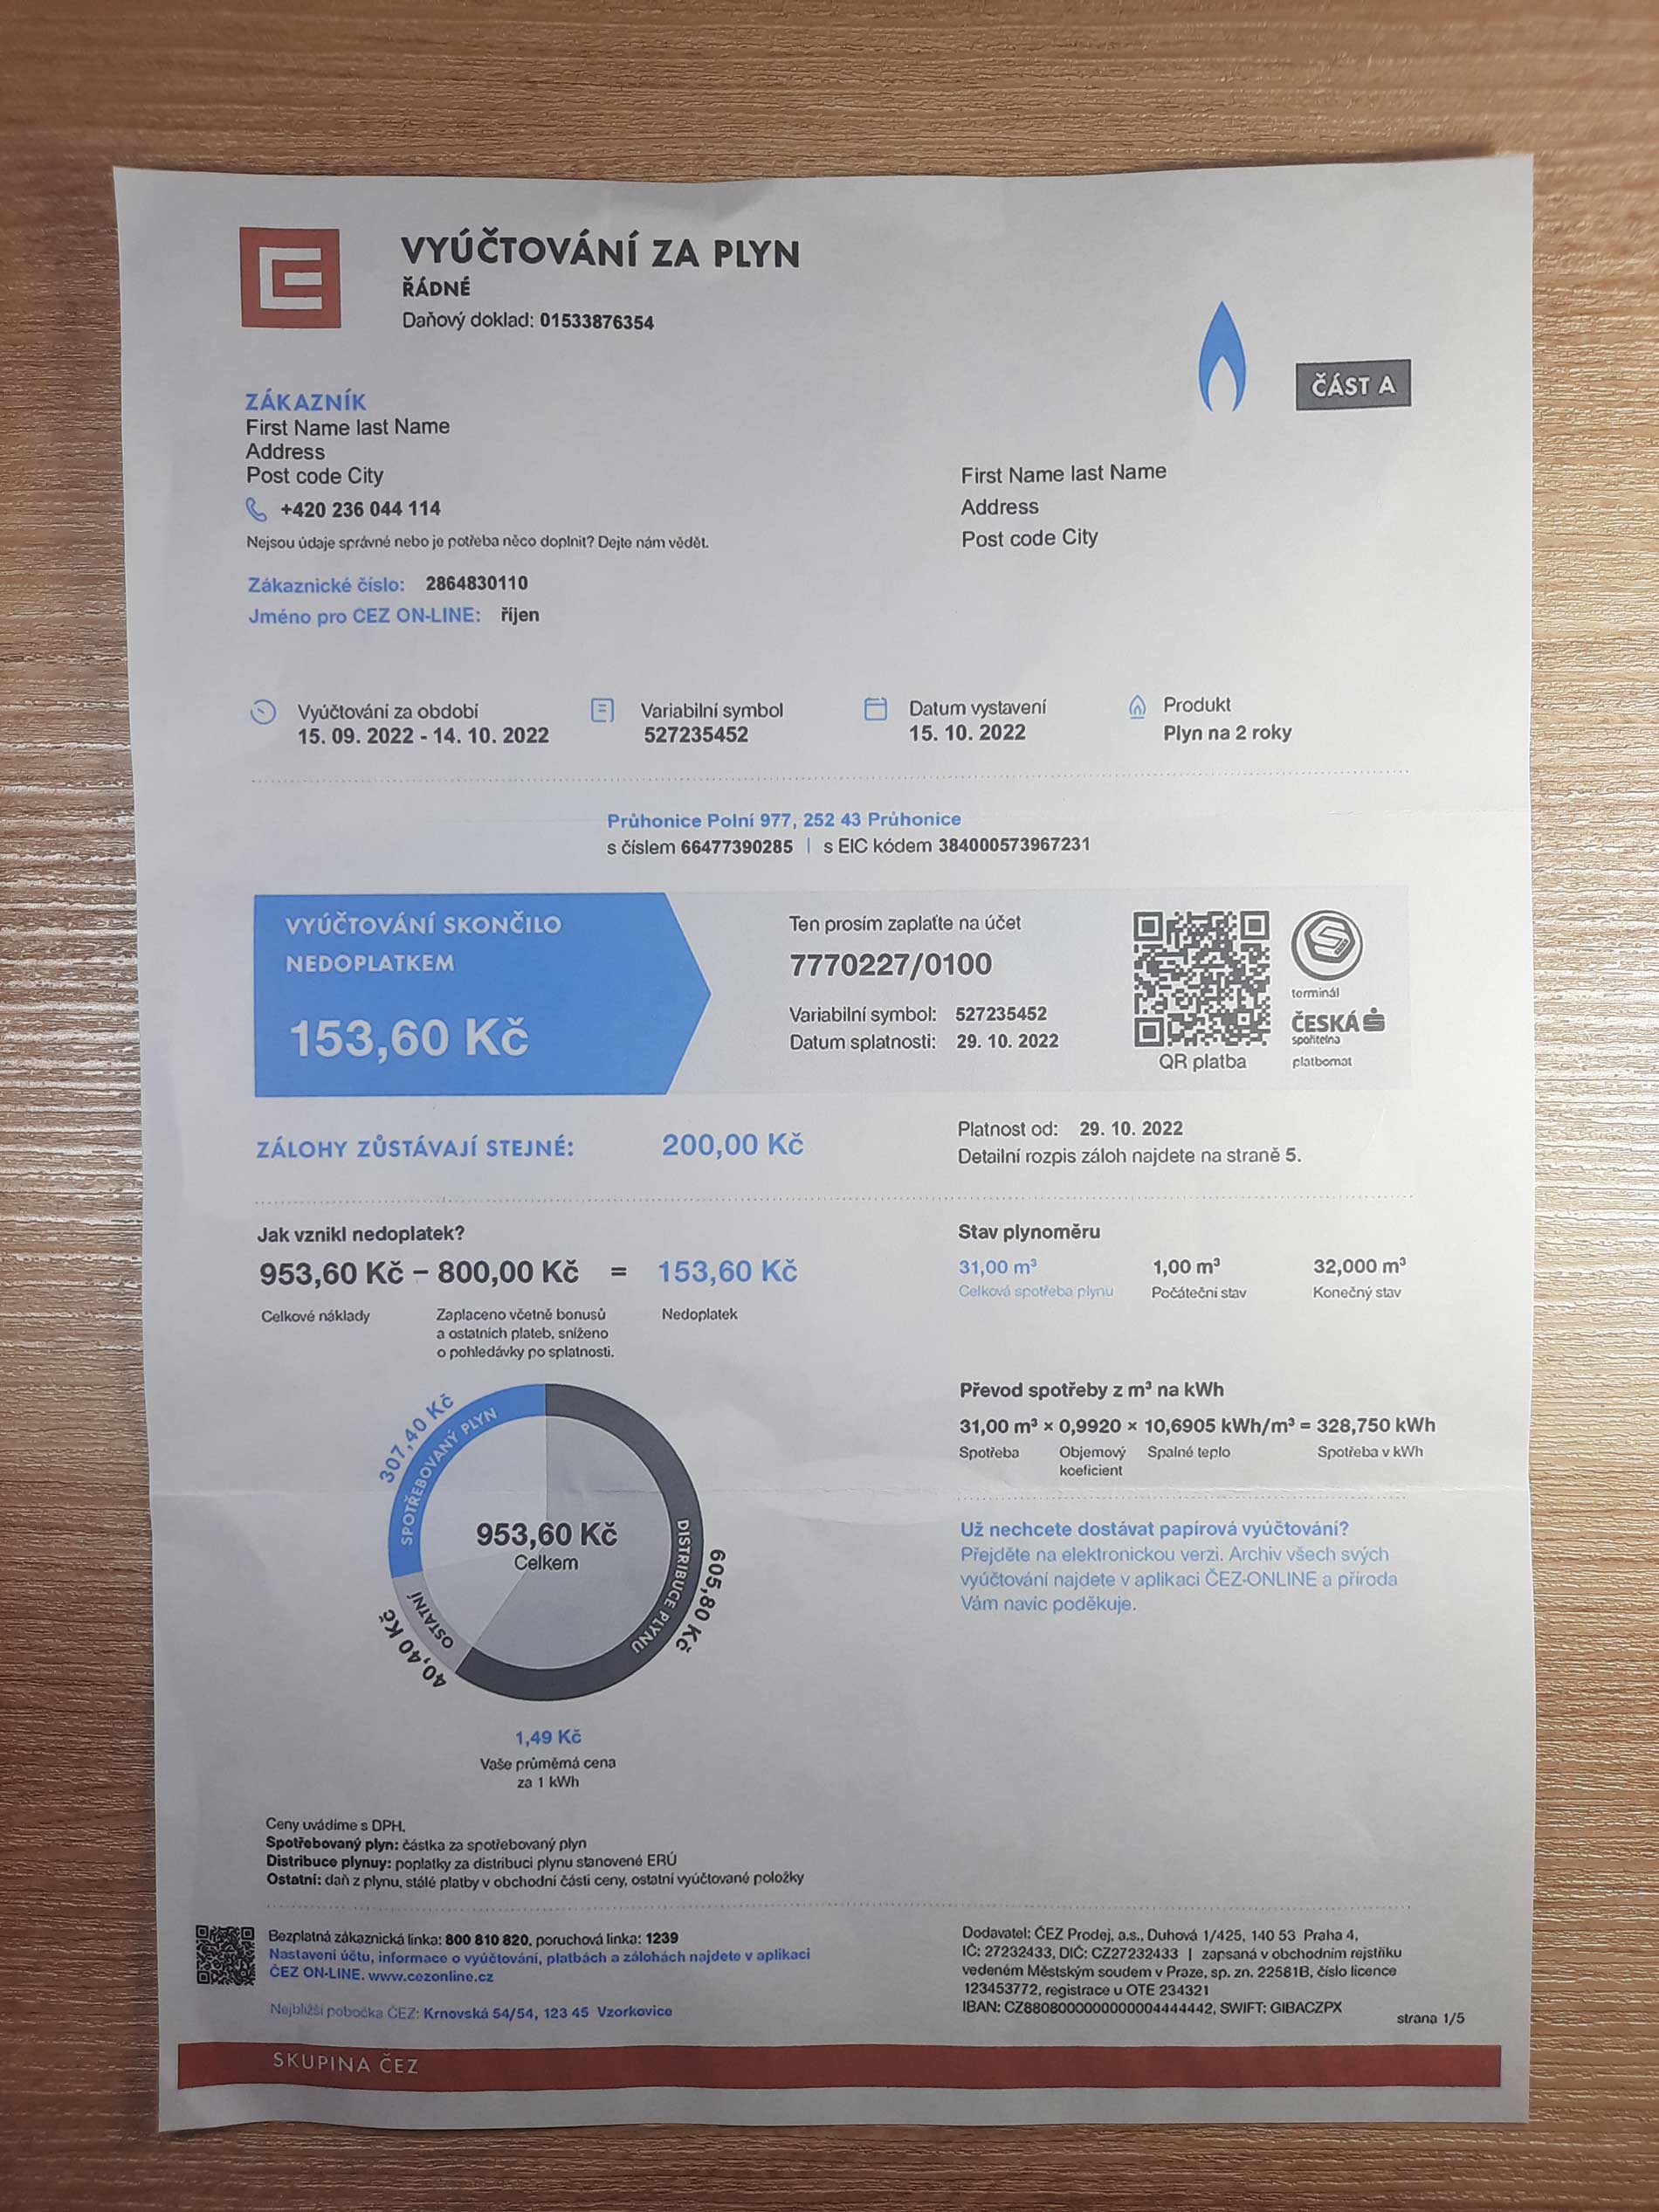 VYÚČTOVÁNÍ ZA PLYN
ŘÁDNÉ
Daňový doklad: 01533876354
ČÁST A
ZÁKAZNÍK
First Name last Name
Address
Post code City
+420 236 044 114
Nejsou údaje správné nebo je potřeba něco doplnit? Dejte nám vědět.
Zákaznické číslo: 2864830110
Jméno pro CEZ ON-LINE: říjen
First Name last Name
Address
Post code City
Vyúčtování za období
15. 09. 2022 - 14. 10. 2022
Variabilní symbol
527235452
Datum vystavení
15. 10. 2022
Produkt
Plyn na 2 roky
Průhonice Polní 977, 252 43 Průhonice
s číslem 66477390285 | s EIC kódem 384000573967231
VYÚČTOVÁNÍ SKONČILO
NEDOPLATKEM
153,60 Kč
Ten prosím zaplaťte na účet
7770227/0100
Variabilní symbol: 527235452
Datum splatnosti: 29. 10. 2022
QR platba
terminál
ČESKÁ
spořitelna
platbomat
ZÁLOHY ZŮSTÁVAJÍ STEJNÉ: 200,00 Kč
Platnost od: 29. 10. 2022
Detailní rozpis záloh najdete na straně 5.
Jak vznikl nedoplatek?
953,60 Kč – 800,00 Kč = 153,60 Kč
Celkové náklady
Zaplaceno včetně bonusů
a ostatních plateb, sníženo
o pohledávky po splatnosti.
Nedoplatek
Stav plynoměru
31,00 m³ 1,00 m³ 32,000 m³
Celková spotřeba plynu Počáteční stav Konečný stav
Převod spotřeby z m³ na kWh
31,00 m³ × 0,9920 × 10,6905 kWh/m³ = 328,750 kWh
Spotřeba
Objemový
koeficient
Spalné teplo
Spotřeba v kWh
307,40 Kč
SPOTŘEBOVANÝ PLYN
953,60 Kč
Celkem
DISTRIBUCE PLYNU
605,80 Kč
OSTATNÍ
40,40 Kč
1,49 Kč
Vaše průměrná cena
za 1 kWh
Už nechcete dostávat papírová vyúčtování?
Přejděte na elektronickou verzi. Archiv všech svých
vyúčtování najdete v aplikaci ČEZ-ONLINE a příroda
Vám navíc poděkuje.
Ceny uvádíme s DPH.
Spotřebovaný plyn: částka za spotřebovaný plyn
Distribuce plynuy: poplatky za distribuci plynu stanovené ERÚ
Ostatní: daň z plynu, stálé platby v obchodní části ceny, ostatní vyúčtované položky
Bezplatná zákaznická linka: 800 810 820, poruchová linka: 1239
Nastavení účtu, informace o vyúčtování, platbách a zálohách najdete v aplikaci
ČEZ ON-LINE. www.cezonline.cz
Nejbližší pobočka ČEZ: Krnovská 54/54, 123 45 Vzorkovice
Dodavatel: ČEZ Prodej, a.s., Duhová 1/425, 140 53 Praha 4,
IČ: 27232433, DIČ: CZ27232433 | zapsaná v obchodním rejstříku
vedeném Městským soudem v Praze, sp. zn. 22581B, číslo licence
123453772, registrace u OTE 234321
IBAN: CZ8808000000000004444442, SWIFT: GIBACZPX
strana 1/5
SKUPINA ČEZ